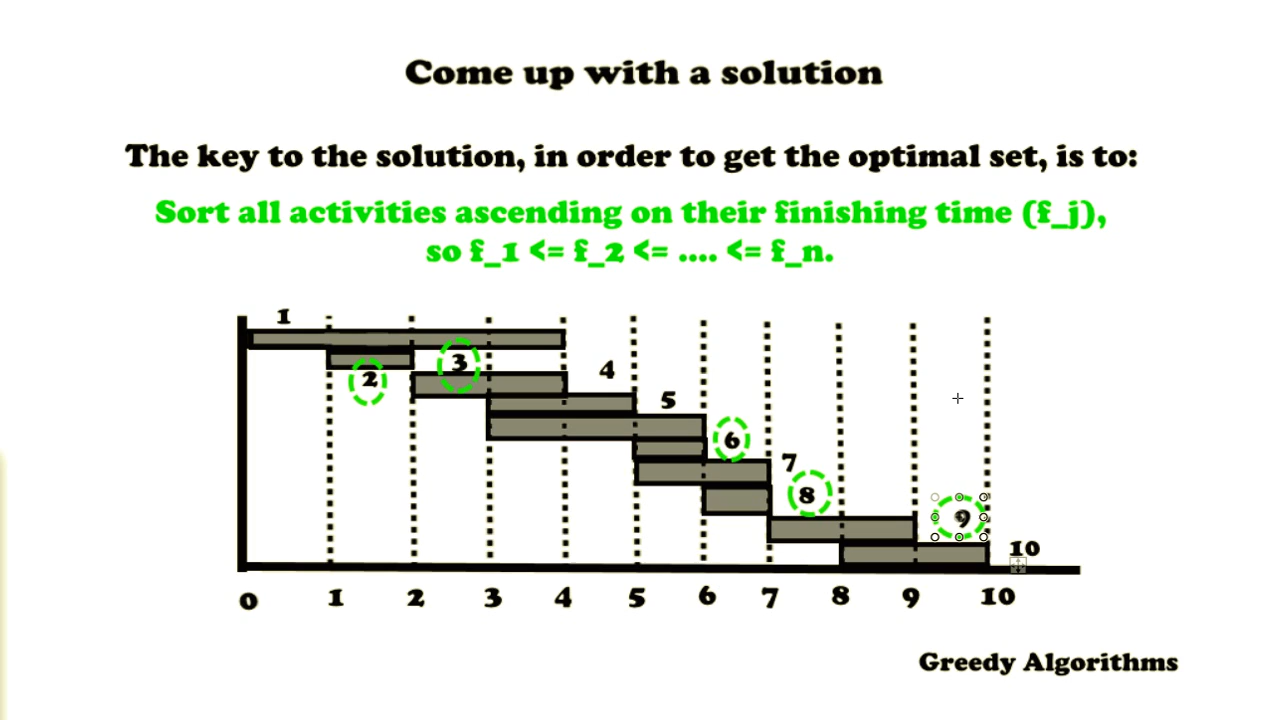 Come up with a solution
The key to the solution, in order to get the optimal set, is to:
Sort all activities ascending on their finishing time (f_j),
so f_1 <= f_2 <= .... <= f_n.
1
2
3
4
5
6
7
8
9
10
0 1 2 3 4 5 6 7 8 9 10
Greedy Algorithms